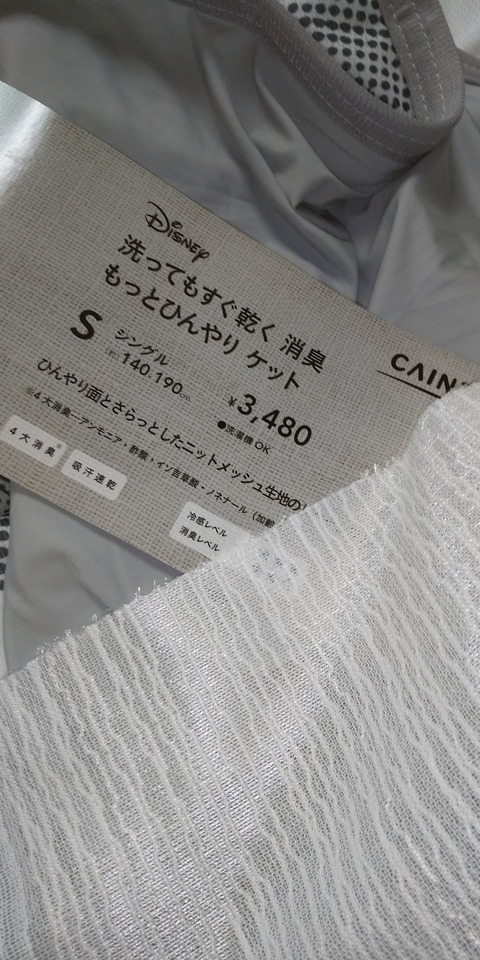 Disney
洗ってもすぐ乾く 消臭
もっとひんやり ケット
CAIN
S シングル
(約)140×190cm
¥3,480
●洗濯機OK
ひんやり面とさらっとしたニットメッシュ生地の
※4大消臭…アンモニア・酢酸・イソ吉草酸・ノネナール(加齢
4大消臭※
吸汗速乾
冷感レベル
消臭レベル